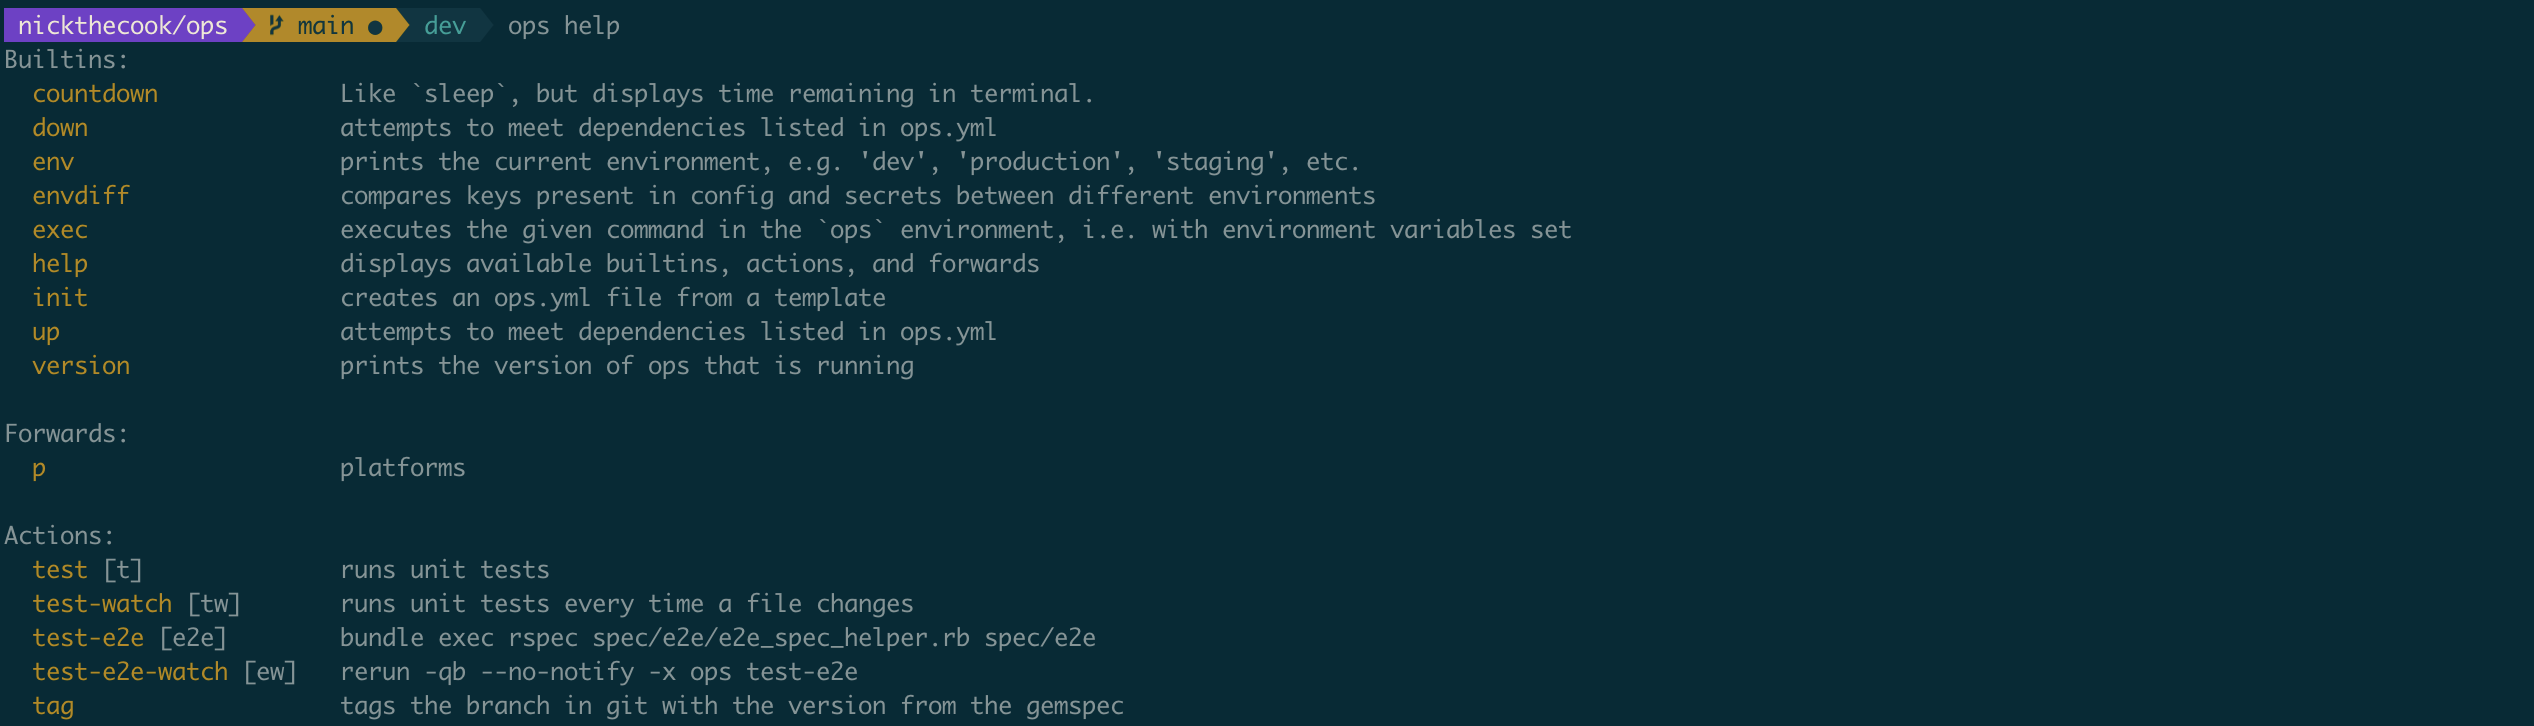 nickthecook/ops main ● dev ops help
Builtins:
countdown Like `sleep`, but displays time remaining in terminal.
down attempts to meet dependencies listed in ops.yml
env prints the current environment, e.g. 'dev', 'production', 'staging', etc.
envdiff compares keys present in config and secrets between different environments
exec executes the given command in the `ops` environment, i.e. with environment variables set
help displays available builtins, actions, and forwards
init creates an ops.yml file from a template
up attempts to meet dependencies listed in ops.yml
version prints the version of ops that is running
Forwards:
p platforms
Actions:
test [t] runs unit tests
test-watch [tw] runs unit tests every time a file changes
test-e2e [e2e] bundle exec rspec spec/e2e/e2e_spec_helper.rb spec/e2e
test-e2e-watch [ew] rerun -qb --no-notify -x ops test-e2e
tag tags the branch in git with the version from the gemspec